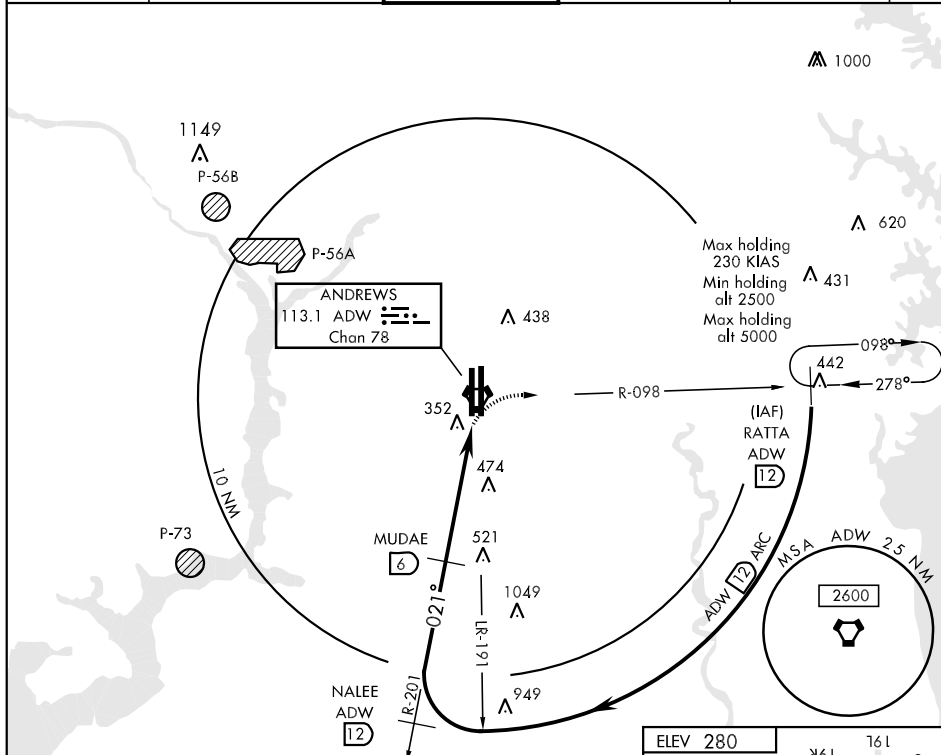 1000
1149
P-56B
P-56A
620
Max holding
230 KIAS
Min holding
alt 2500
Max holding
alt 5000
431
ANDREWS
113.1 ADW
Chan 78
438
098°
442
278°
R-098
352
(IAF)
RATTA
ADW
12
474
10 NM
P-73
MUDAE
6
521
1049
021°
LR-191
ADW 12 ARC
MSA ADW 25 NM
2600
NALEE
ADW
12
R-201
949
ELEV 280
19L
19R